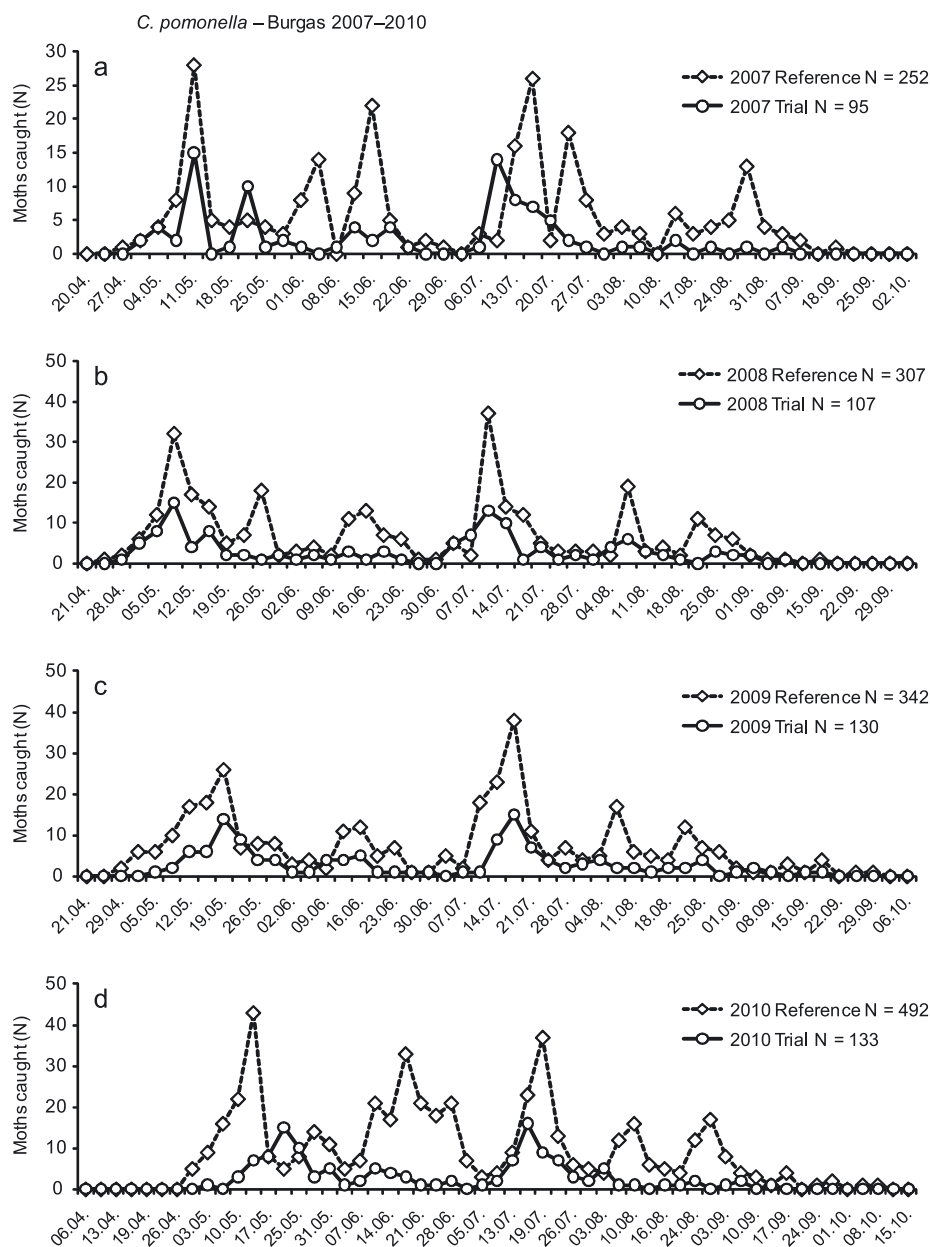 C. pomonella – Burgas 2007–2010
a
Moths caught (N)
30
25
20
15
10
5
0
2007 Reference N = 252
2007 Trial N = 95
20.04. 27.04. 04.05. 11.05. 18.05. 25.05. 01.06. 08.06. 15.06. 22.06. 29.06. 06.07. 13.07. 20.07. 27.07. 03.08. 10.08. 17.08. 24.08. 31.08. 07.09. 18.09. 25.09. 02.10.
b
Moths caught (N)
50
40
30
20
10
0
2008 Reference N = 307
2008 Trial N = 107
21.04. 28.04. 05.05. 12.05. 19.05. 26.05. 02.06. 09.06. 16.06. 23.06. 30.06. 07.07. 14.07. 21.07. 28.07. 04.08. 11.08. 18.08. 25.08. 01.09. 08.09. 15.09. 22.09. 29.09.
c
Moths caught (N)
50
40
30
20
10
0
2009 Reference N = 342
2009 Trial N = 130
21.04. 29.04. 05.05. 12.05. 19.05. 26.05. 02.06. 09.06. 16.06. 23.06. 30.06. 07.07. 14.07. 21.07. 28.07. 04.08. 11.08. 18.08. 25.08. 01.09. 08.09. 15.09. 22.09. 29.09. 06.10.
d
Moths caught (N)
50
40
30
20
10
0
2010 Reference N = 492
2010 Trial N = 133
06.04. 13.04. 19.04. 26.04. 03.05. 10.05. 17.05. 25.05. 31.05. 07.06. 14.06. 21.06. 28.06. 05.07. 12.07. 19.07. 26.07. 03.08. 10.08. 16.08. 24.08. 03.09. 10.09. 17.09. 24.09. 01.10. 08.10. 15.10.